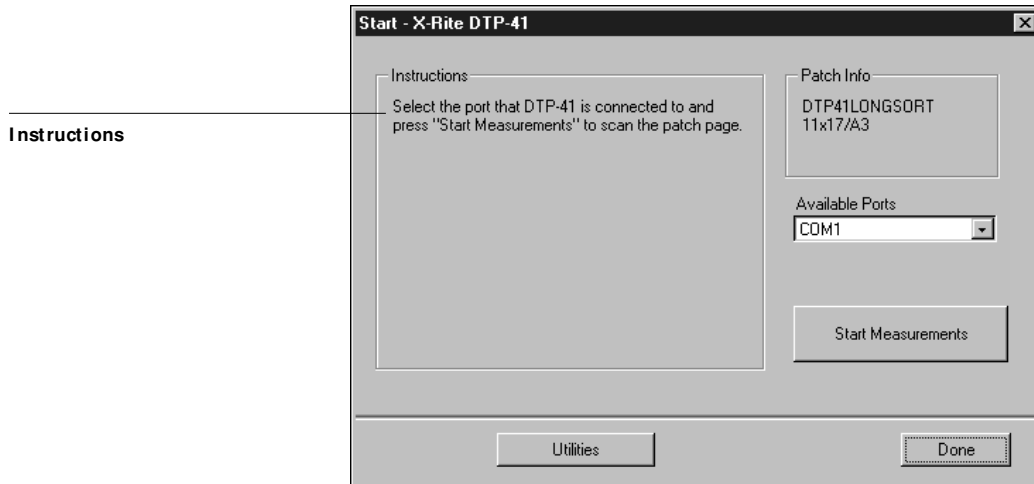 Start - X-Rite DTP-41
Instructions
Select the port that DTP-41 is connected to and
press "Start Measurements" to scan the patch page.
Instructions
Patch Info
DTP41LONGSORT
11x17/A3
Available Ports
COM1
Start Measurements
Utilities
Done